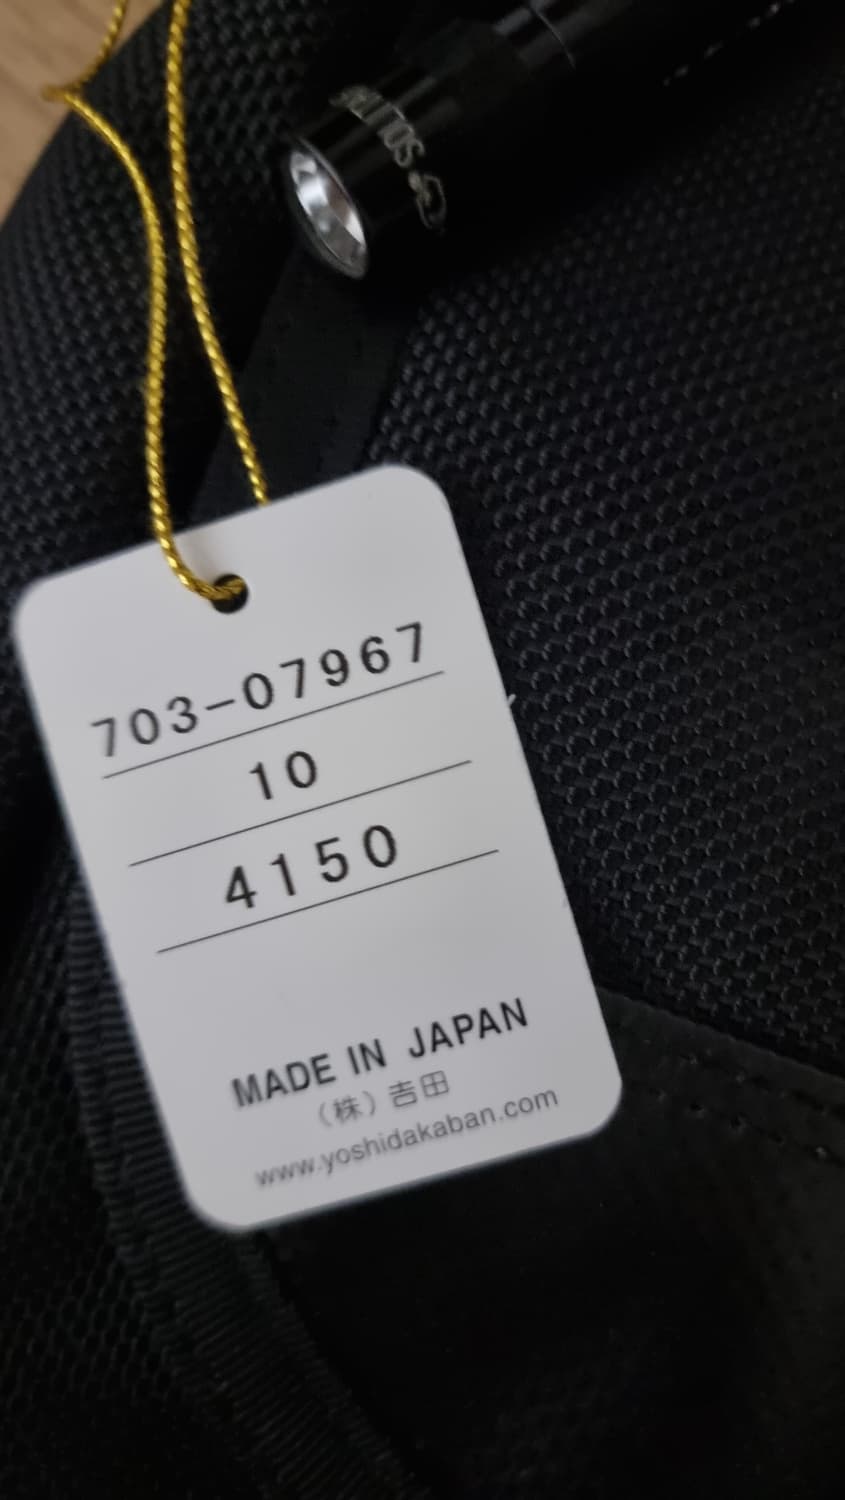 703-07967
10
4150
MADE IN JAPAN
(株)吉田
www.yoshidakaban.com